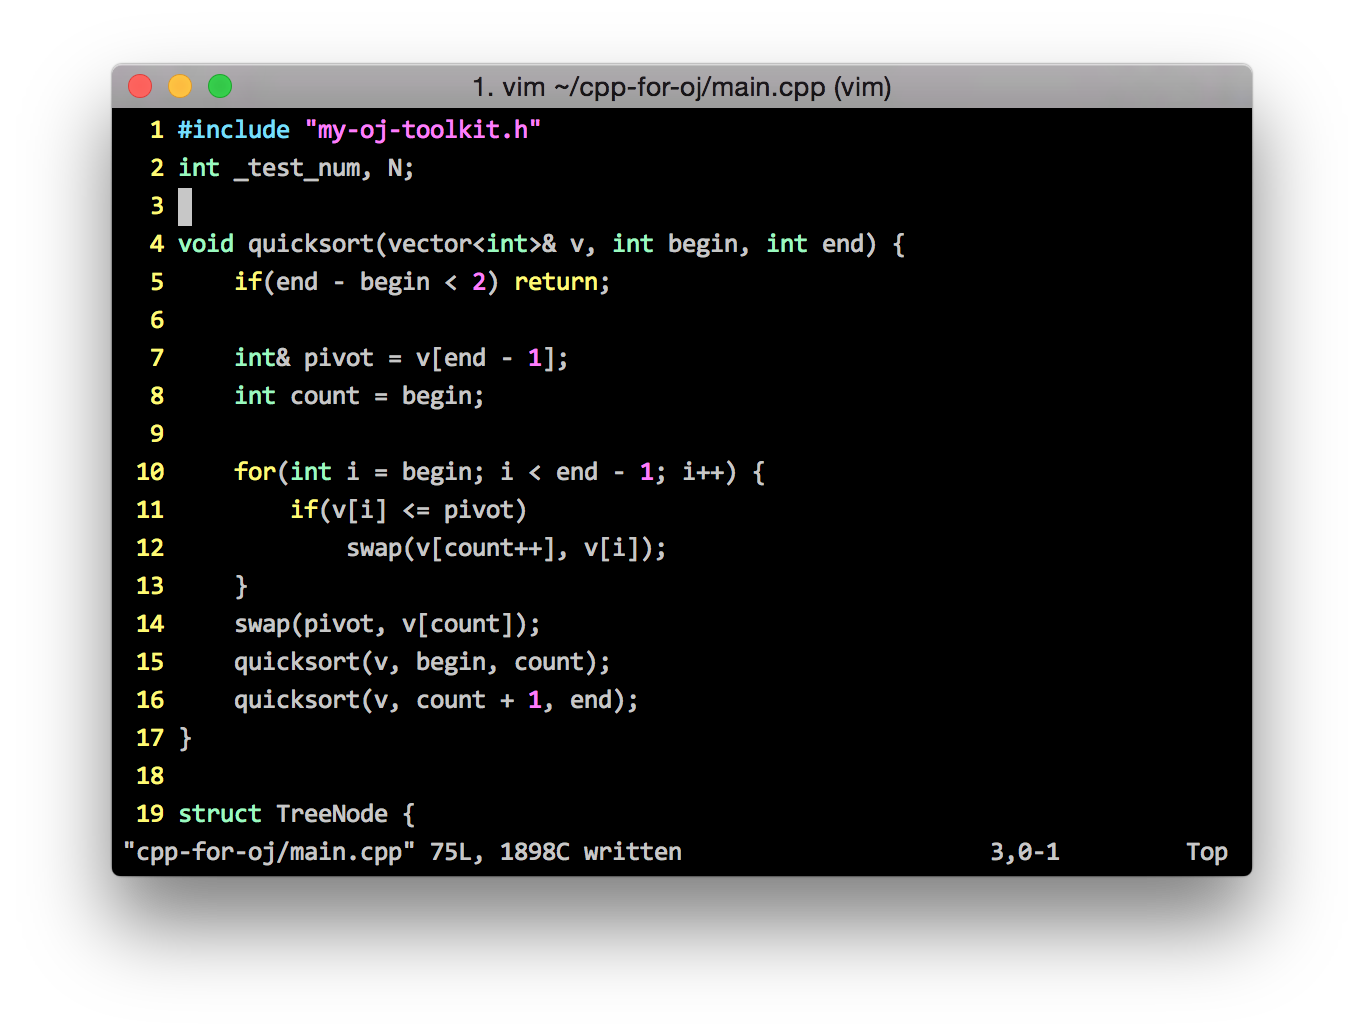 1. vim ~/cpp-for-oj/main.cpp (vim)
1 #include "my-oj-toolkit.h"
2 int _test_num, N;
3
4 void quicksort(vector<int>& v, int begin, int end) {
5     if(end - begin < 2) return;
6
7     int& pivot = v[end - 1];
8     int count = begin;
9
10     for(int i = begin; i < end - 1; i++) {
11         if(v[i] <= pivot)
12             swap(v[count++], v[i]);
13     }
14     swap(pivot, v[count]);
15     quicksort(v, begin, count);
16     quicksort(v, count + 1, end);
17 }
18
19 struct TreeNode {
"cpp-for-oj/main.cpp" 75L, 1898C written 3,0-1 Top